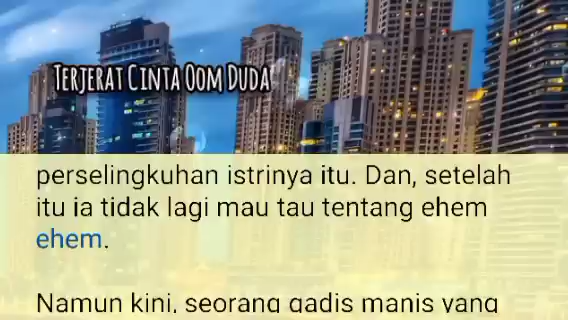 TERJERAT CINTA OOM DUDA
perselingkuhan istrinya itu. Dan, setelah
itu ia tidak lagi mau tau tentang ehem
ehem.
Namun kini, seorang gadis manis yang